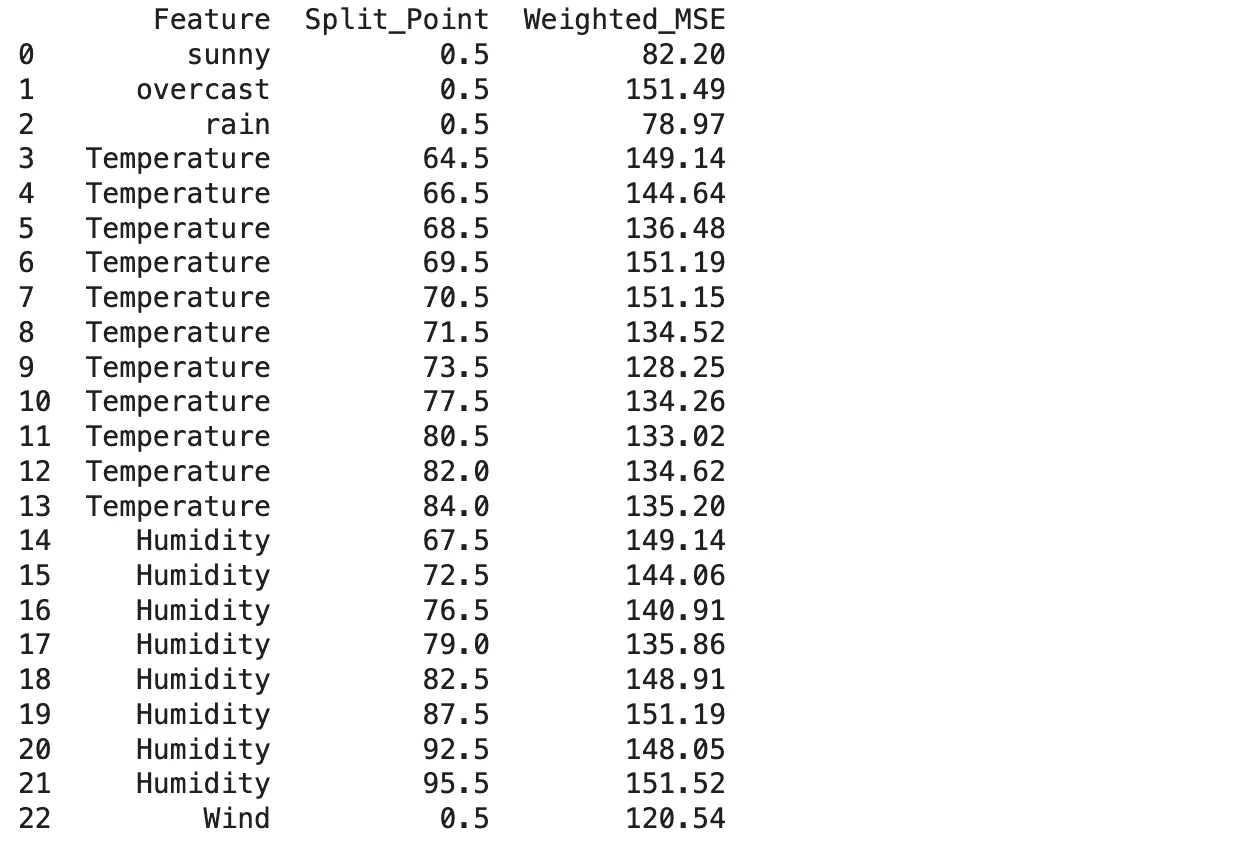 Feature Split_Point Weighted_MSE
0 sunny 0.5 82.20
1 overcast 0.5 151.49
2 rain 0.5 78.97
3 Temperature 64.5 149.14
4 Temperature 66.5 144.64
5 Temperature 68.5 136.48
6 Temperature 69.5 151.19
7 Temperature 70.5 151.15
8 Temperature 71.5 134.52
9 Temperature 73.5 128.25
10 Temperature 77.5 134.26
11 Temperature 80.5 133.02
12 Temperature 82.0 134.62
13 Temperature 84.0 135.20
14 Humidity 67.5 149.14
15 Humidity 72.5 144.06
16 Humidity 76.5 140.91
17 Humidity 79.0 135.86
18 Humidity 82.5 148.91
19 Humidity 87.5 151.19
20 Humidity 92.5 148.05
21 Humidity 95.5 151.52
22 Wind 0.5 120.54